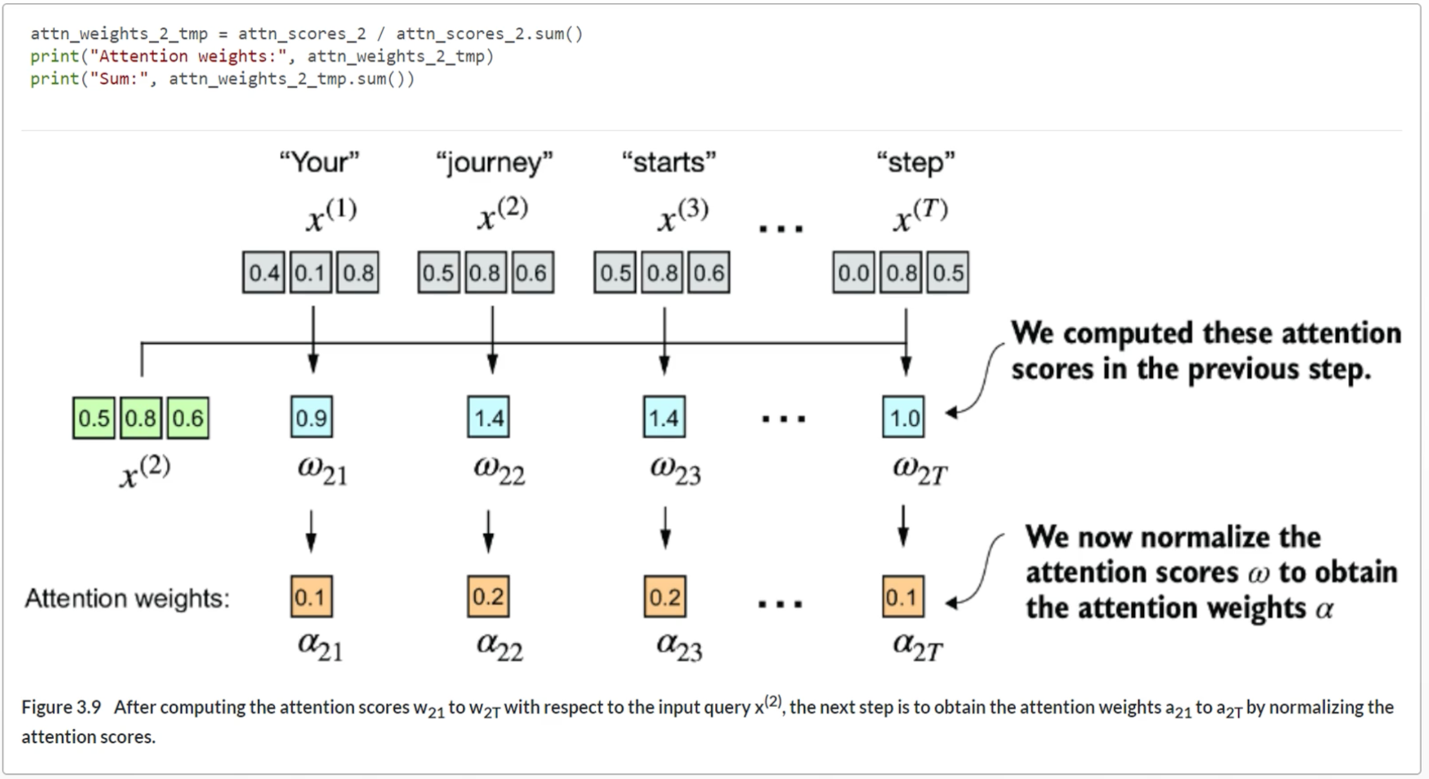 attn_weights_2_tmp = attn_scores_2 / attn_scores_2.sum()
print("Attention weights:", attn_weights_2_tmp)
print("Sum:", attn_weights_2_tmp.sum())
“Your” “journey” “starts” “step”
x(1) x(2) x(3) ... x(T)
0.4 0.1 0.8 0.5 0.8 0.6 0.5 0.8 0.6 0.0 0.8 0.5
We computed these attention
scores in the previous step.
0.5 0.8 0.6 0.9 1.4 1.4 ... 1.0
x(2) ω21 ω22 ω23 ω2T
We now normalize the
attention scores ω to obtain
the attention weights α
Attention weights: 0.1 0.2 0.2 ... 0.1
α21 α22 α23 α2T
Figure 3.9 After computing the attention scores w21 to w2T with respect to the input query x(2), the next step is to obtain the attention weights a21 to a2T by normalizing the
attention scores.